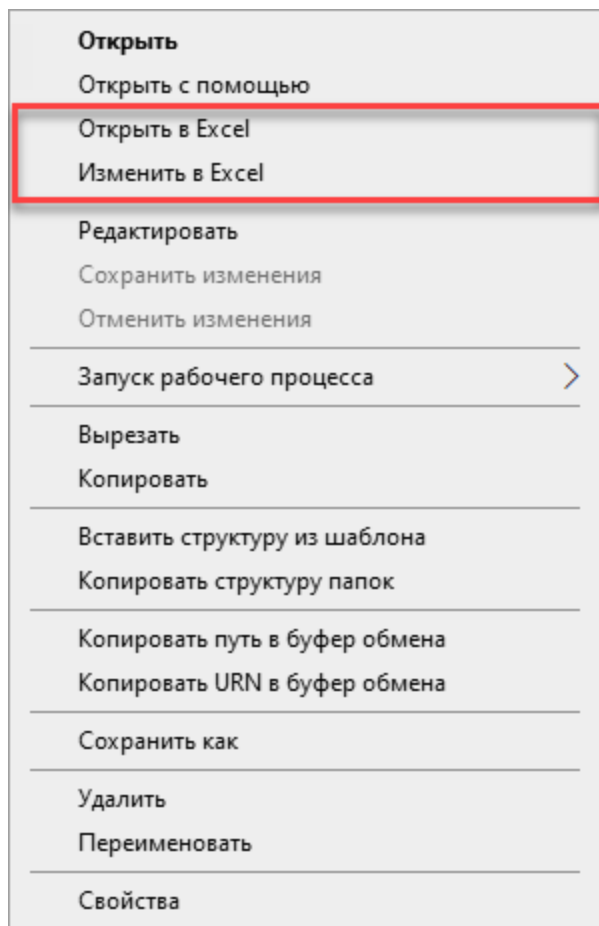 Открыть
Открыть с помощью
Открыть в Excel
Изменить в Excel
Редактировать
Сохранить изменения
Отменить изменения
Запуск рабочего процесса
Вырезать
Копировать
Вставить структуру из шаблона
Копировать структуру папок
Копировать путь в буфер обмена
Копировать URN в буфер обмена
Сохранить как
Удалить
Переименовать
Свойства